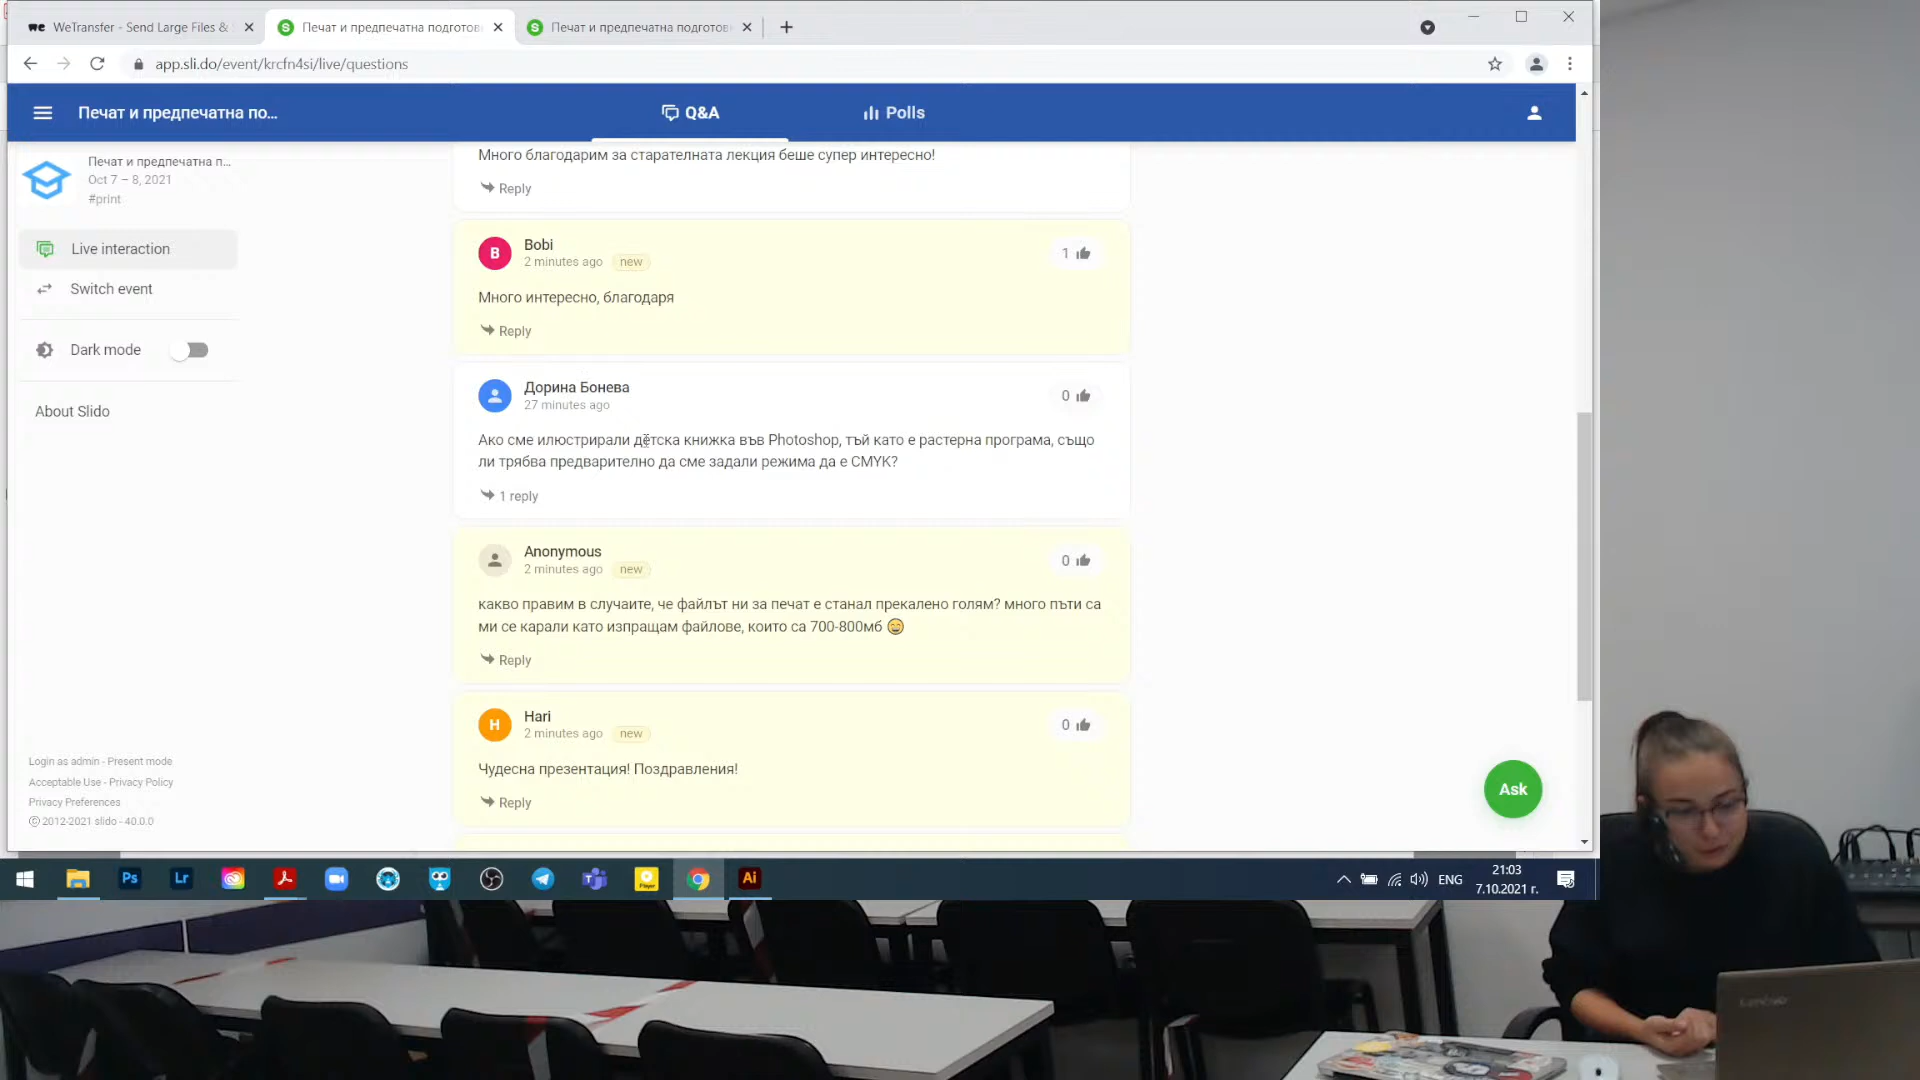 WeTransfer - Send Large Files &
Печат и предпечатна подготов
Печат и предпечатна подготов
app.sli.do/event/krcfn4si/live/questions
Печат и предпечатна по...
Q&A
Polls
Печат и предпечатна п...
Oct 7 – 8, 2021
#print
Live interaction
Switch event
Dark mode
About Slido
Login as admin - Present mode
Acceptable Use - Privacy Policy
Privacy Preferences
© 2012-2021 slido - 40.0.0
Много благодарим за старателната лекция беше супер интересно!
Reply
B
Bobi
2 minutes ago new
1
Много интересно, благодаря
Reply
Дорина Бонева
27 minutes ago
0
Ако сме илюстрирали детска книжка във Photoshop, тъй като е растерна програма, също
ли трябва предварително да сме задали режима да е CMYK?
1 reply
Anonymous
2 minutes ago new
0
какво правим в случаите, че файлът ни за печат е станал прекалено голям? много пъти са
ми се карали като изпращам файлове, които са 700-800мб
Reply
H
Hari
2 minutes ago new
0
Чудесна презентация! Поздравления!
Reply
Ask
Ps
Lr
Player
Ai
ENG
21:03
7.10.2021 г.
Lenovo